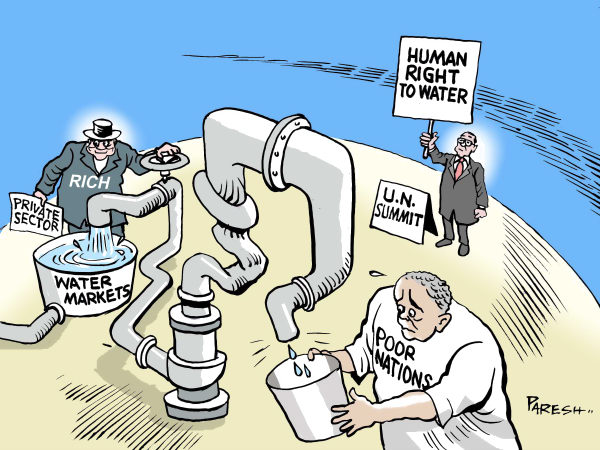 HUMAN
RIGHT
TO WATER
RICH
PRIVATE
SECTOR
U.N.
SUMMIT
WATER
MARKETS
POOR
NATIONS
PARESH..